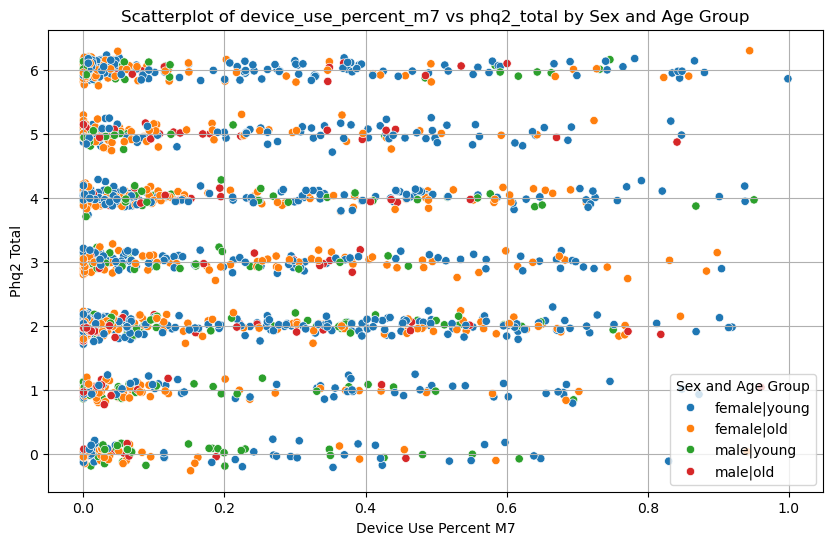 Scatterplot of device_use_percent_m7 vs phq2_total by Sex and Age Group
Phq2 Total
6
5
4
3
2
1
0
Sex and Age Group
female|young
female|old
male|young
male|old
0.0 0.2 0.4 0.6 0.8 1.0
Device Use Percent M7